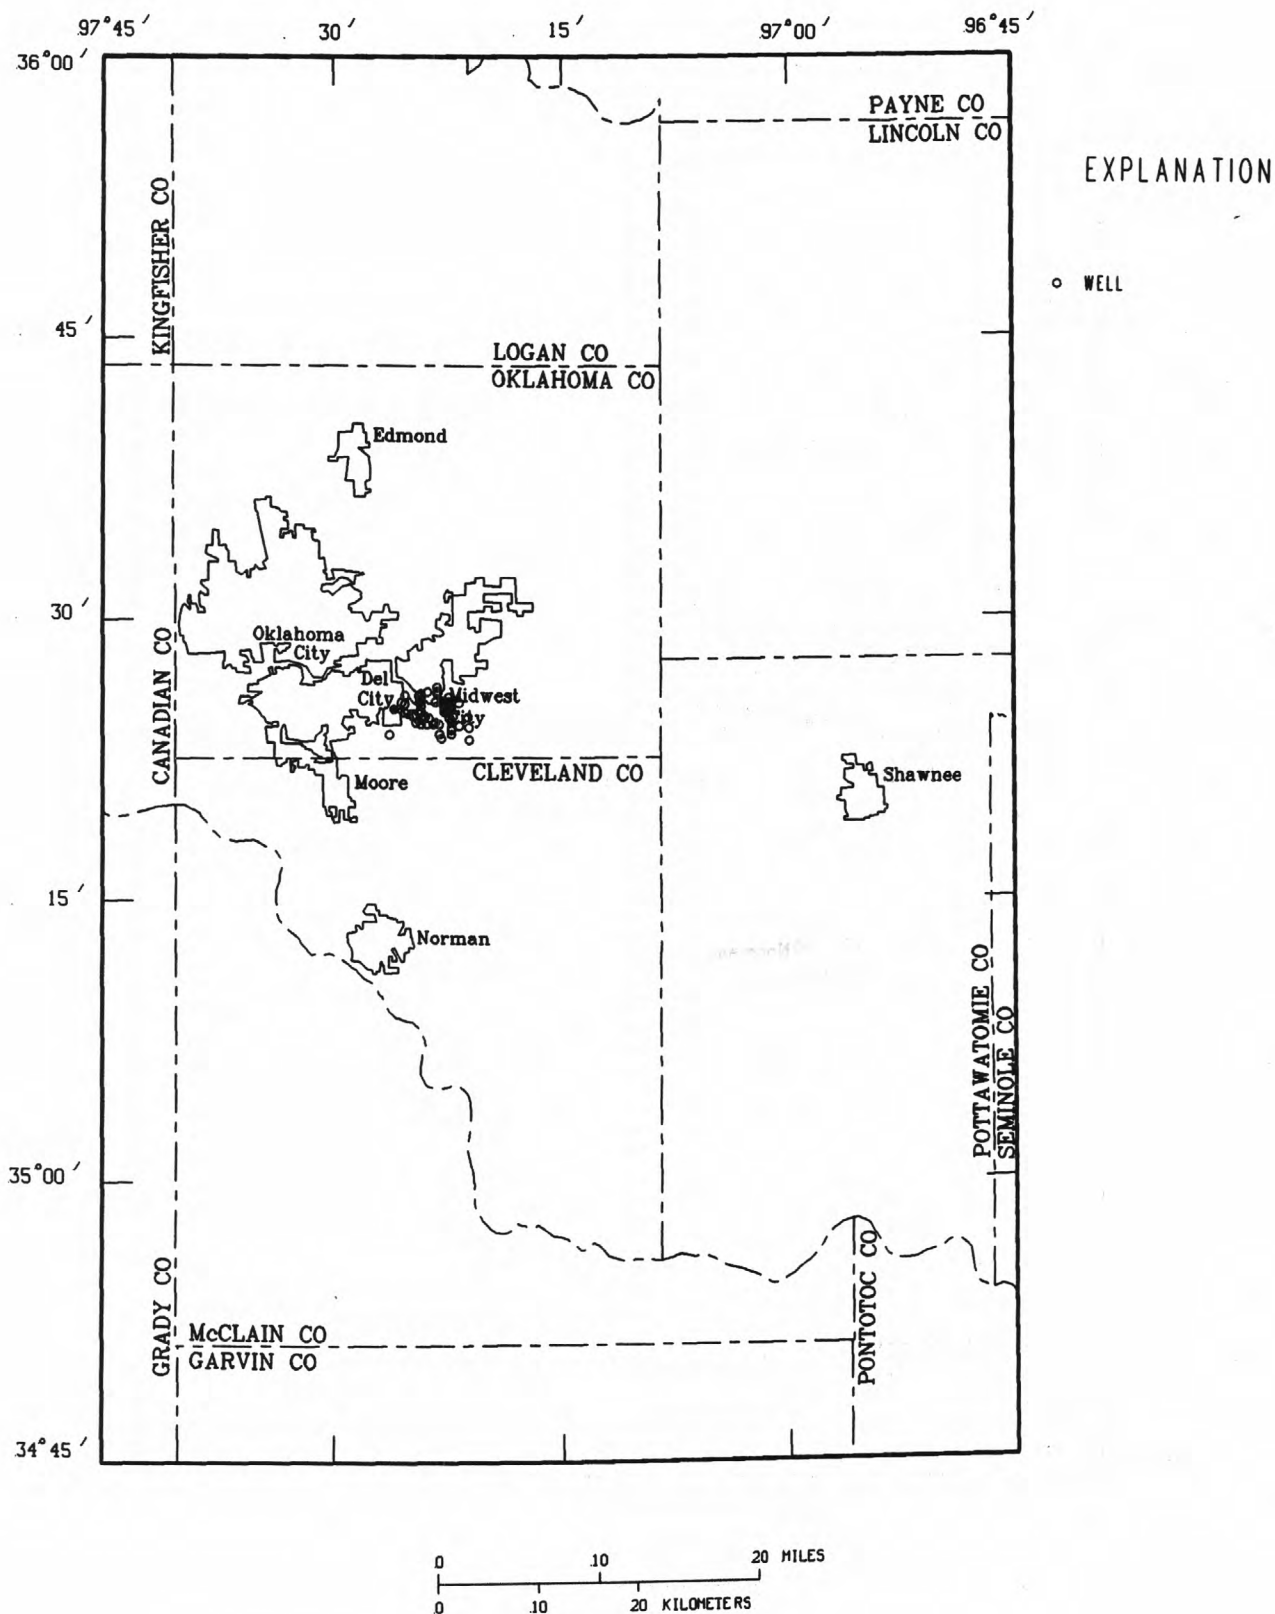 97°45′ 30′ 15′ 97°00′ 96°45′
36°00′
PAYNE CO
LINCOLN CO
EXPLANATION
KINGFISHER CO
WELL
45′
LOGAN CO
OKLAHOMA CO
Edmond
30′
Oklahoma
City
CANADIAN CO
Del
City
Midwest
City
CLEVELAND CO
Moore
Shawnee
15′
Norman
POTTAWATOMIE CO
SEMINOLE CO
35°00′
GRADY CO
McCLAIN CO
GARVIN CO
PONTOTOC CO
34°45′
0 10 20 MILES
0 10 20 KILOMETERS